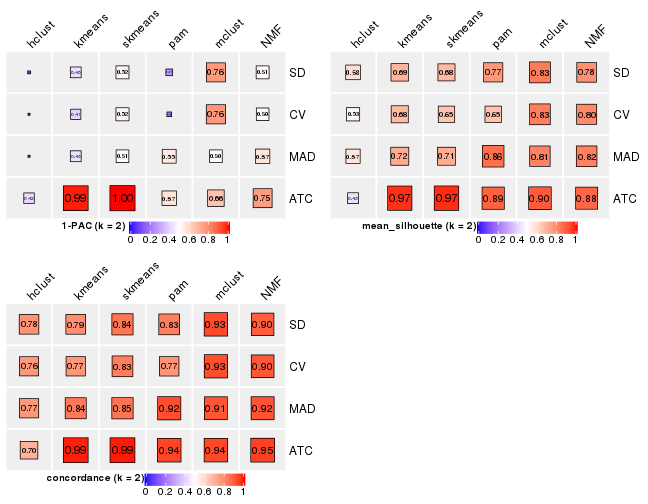 hclust kmeans skmeans pam mclust NMF
0.52 0.76 0.51 SD
0.52 0.76 0.50 CV
0.51 0.53 0.50 0.57 MAD
0.99 1.00 0.57 0.66 0.75 ATC
1-PAC (k = 2)
0 0.2 0.4 0.6 0.8 1
hclust kmeans skmeans pam mclust NMF
0.58 0.69 0.68 0.77 0.83 0.78 SD
0.53 0.68 0.65 0.65 0.83 0.80 CV
0.57 0.72 0.71 0.86 0.81 0.82 MAD
0.97 0.97 0.89 0.90 0.88 ATC
mean_silhouette (k = 2)
0 0.2 0.4 0.6 0.8 1
hclust kmeans skmeans pam mclust NMF
0.78 0.79 0.84 0.83 0.93 0.90 SD
0.76 0.77 0.83 0.77 0.93 0.90 CV
0.77 0.84 0.85 0.92 0.91 0.92 MAD
0.70 0.99 0.99 0.94 0.94 0.95 ATC
concordance (k = 2)
0 0.2 0.4 0.6 0.8 1